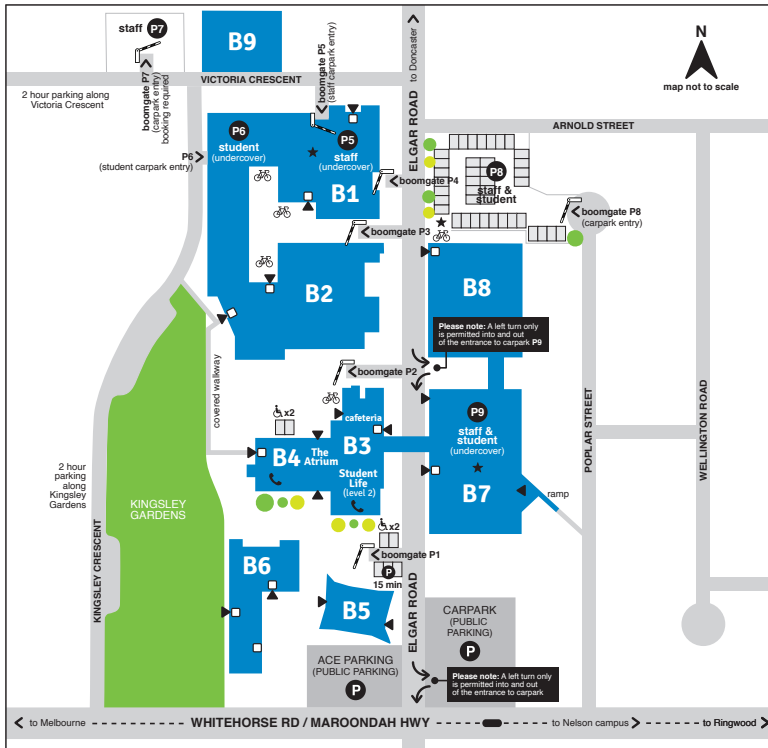 staff P7
B9
boomgate P7
(carpark entry)
booking required
boomgate P5
(staff carpark entry)
to Doncaster
ELGAR ROAD
N
map not to scale
VICTORIA CRESCENT
2 hour parking along
Victoria Crescent
ARNOLD STREET
P6
student
(undercover)
P5
staff
(undercover)
P6
(student carpark entry)
B1
boomgate P4
P8
staff &
student
boomgate P8
(carpark entry)
boomgate P3
B2
B8
Please note: A left turn only
is permitted into and out
of the entrance to carpark P9
boomgate P2
covered walkway
x2
cafeteria
B3
B4
The
Atrium
Student
Life
(level 2)
P9
staff & student
(undercover)
B7
ramp
POPLAR STREET
WELLINGTON ROAD
2 hour
parking
along
Kingsley
Gardens
KINGSLEY
GARDENS
KINGSLEY CRESCENT
x2
boomgate P1
P
15 min
B6
B5
ELGAR ROAD
CARPARK
(PUBLIC
PARKING)
P
ACE PARKING
(PUBLIC PARKING)
P
Please note: A left turn only
is permitted into and out
of the entrance to carpark
to Melbourne
WHITEHORSE RD / MAROONDAH HWY
to Nelson campus
to Ringwood